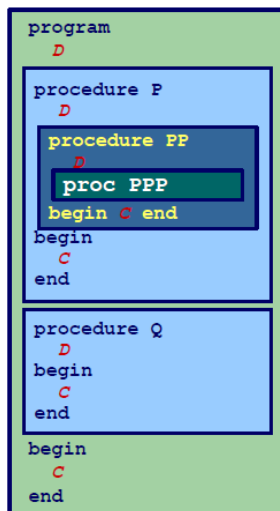 program
D
procedure P
D
procedure PP
D
proc PPP
begin C end
begin
C
end
procedure Q
D
begin
C
end
begin
C
end